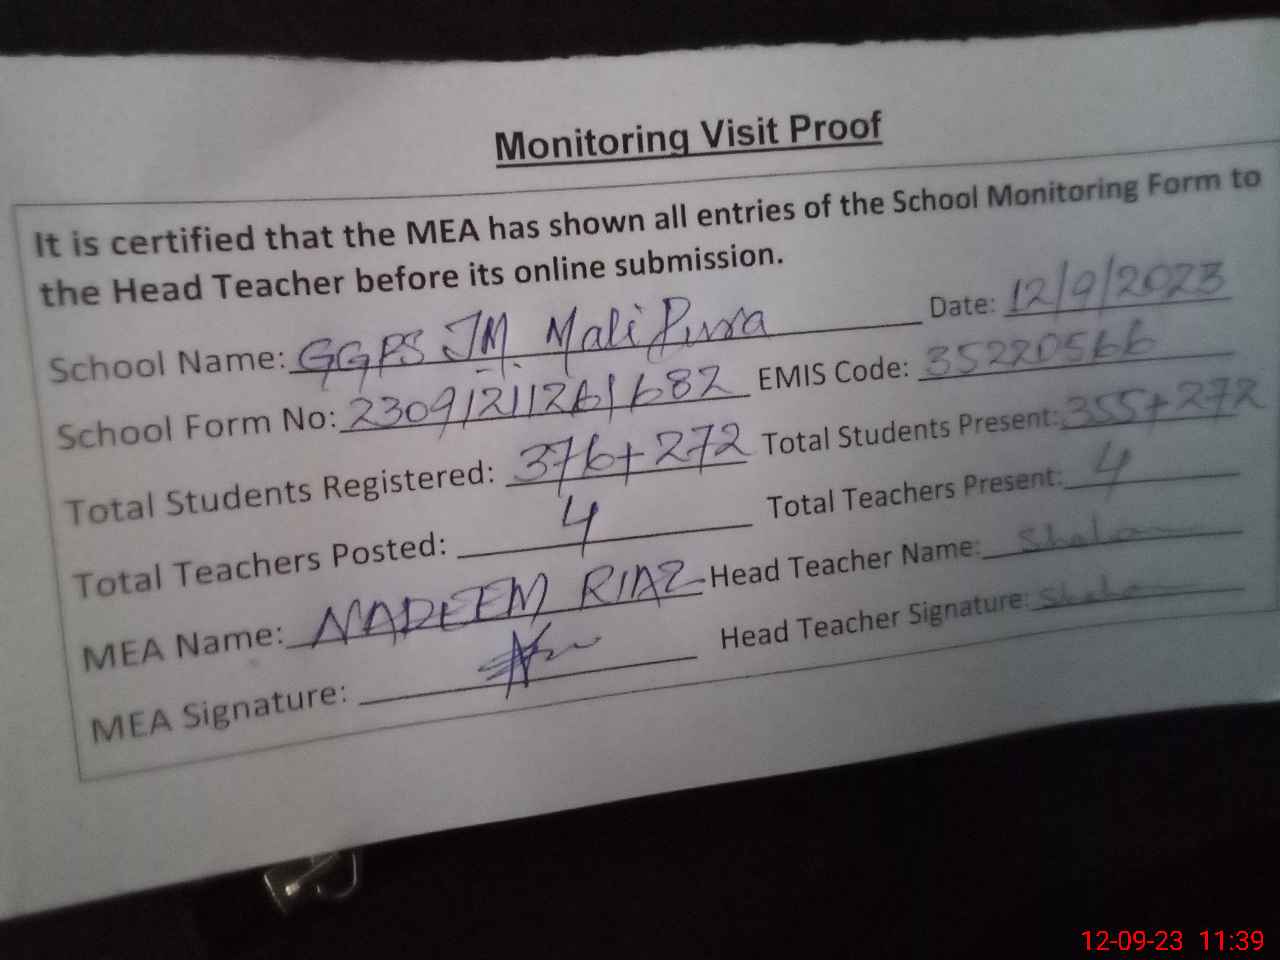 Monitoring Visit Proof
It is certified that the MEA has shown all entries of the School Monitoring Form to
the Head Teacher before its online submission.
School Name: GGPS JM Mali Pura Date: 12/9/2023
School Form No: 2309121126682 EMIS Code: 35220566
Total Students Registered: 376+272 Total Students Present: 355+272
Total Teachers Posted: 4 Total Teachers Present: 4
MEA Name: NADEEM RIAZ Head Teacher Name:
MEA Signature: Head Teacher Signature:
12-09-23 11:39